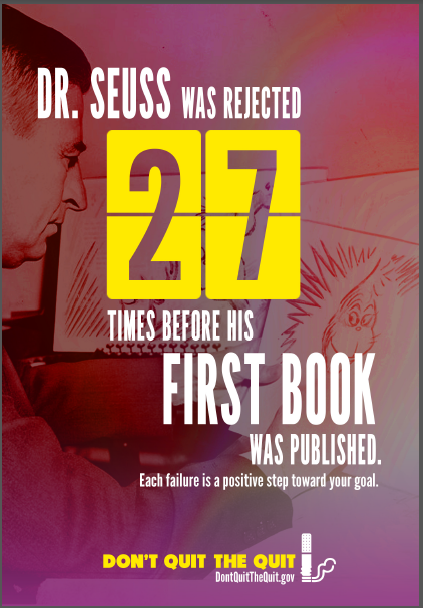 DR. SEUSS WAS REJECTED
27
TIMES BEFORE HIS
FIRST BOOK
WAS PUBLISHED.
Each failure is a positive step toward your goal.
DON'T QUIT THE QUIT
DontQuitTheQuit.gov